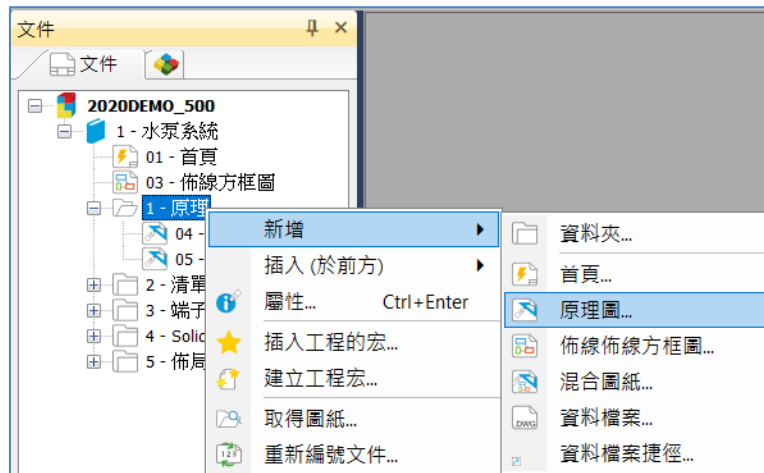 文件
文件
2020DEMO_500
1 - 水泵系統
01 - 首頁
03 - 佈線方框圖
1 - 原理
04 -
05 -
2 - 清單
3 - 端子
4 - Solid
5 - 佈局
新增
插入 (於前方)
屬性... Ctrl+Enter
插入工程的宏...
建立工程宏...
取得圖紙...
重新編號文件...
資料夾...
首頁...
原理圖...
佈線佈線方框圖...
混合圖紙...
資料檔案...
資料檔案捷徑...